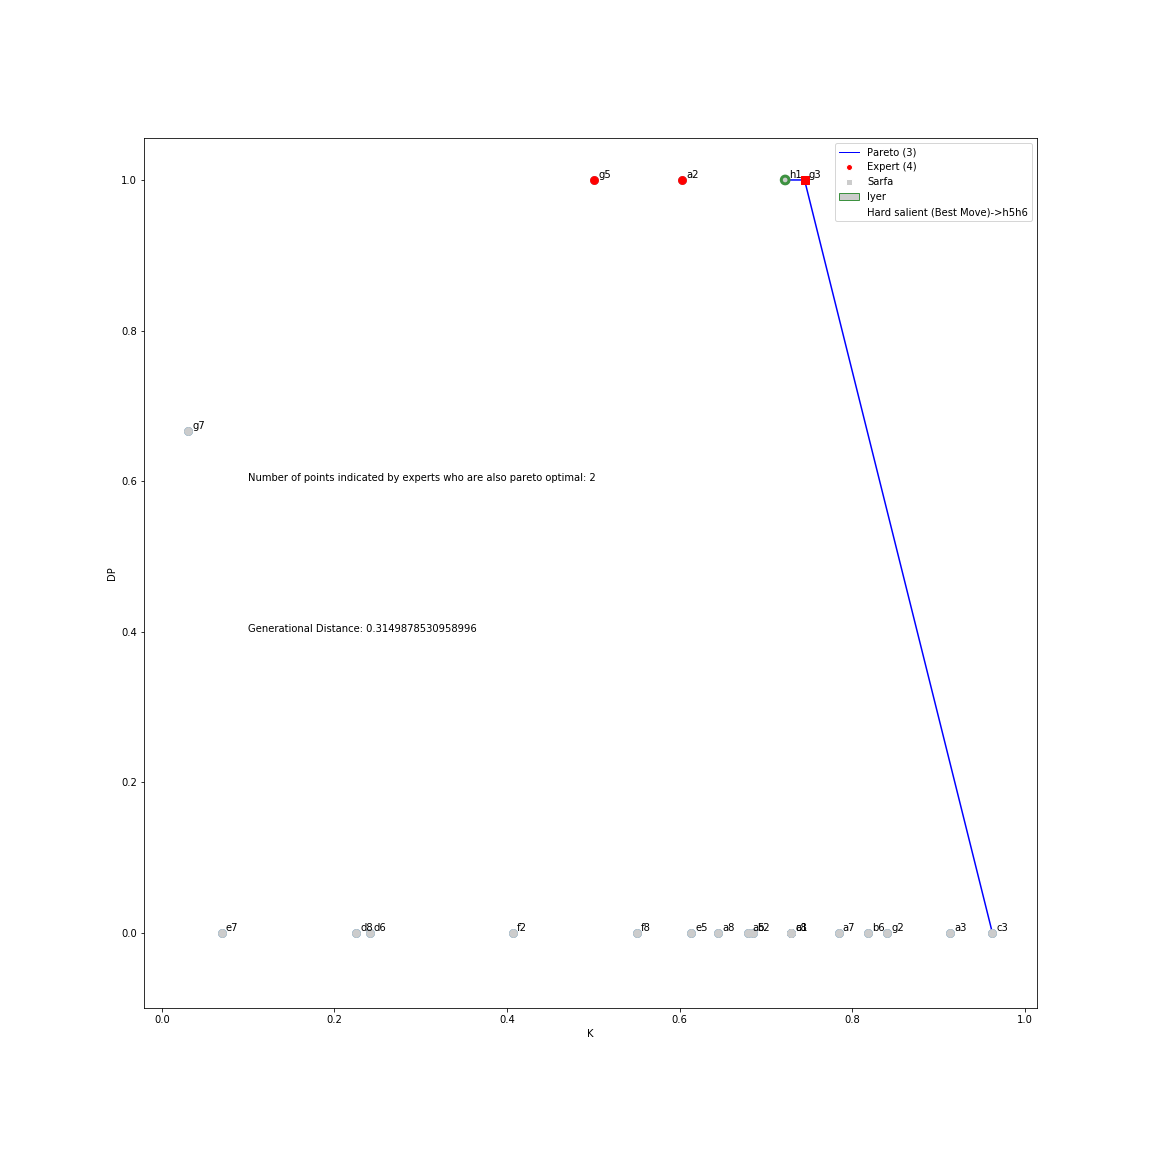 g5
a2
h1
g3
Pareto (3)
Expert (4)
Sarfa
Iyer
Hard salient (Best Move)->h5h6
1.0
0.8
g7
Number of points indicated by experts who are also pareto optimal: 2
0.6
DP
Generational Distance: 0.3149878530958996
0.4
0.2
0.0
e7
d8
d6
f2
f8
e5
a8
a7
b6
g2
a3
c3
0.0
0.2
0.4
0.6
0.8
1.0
K